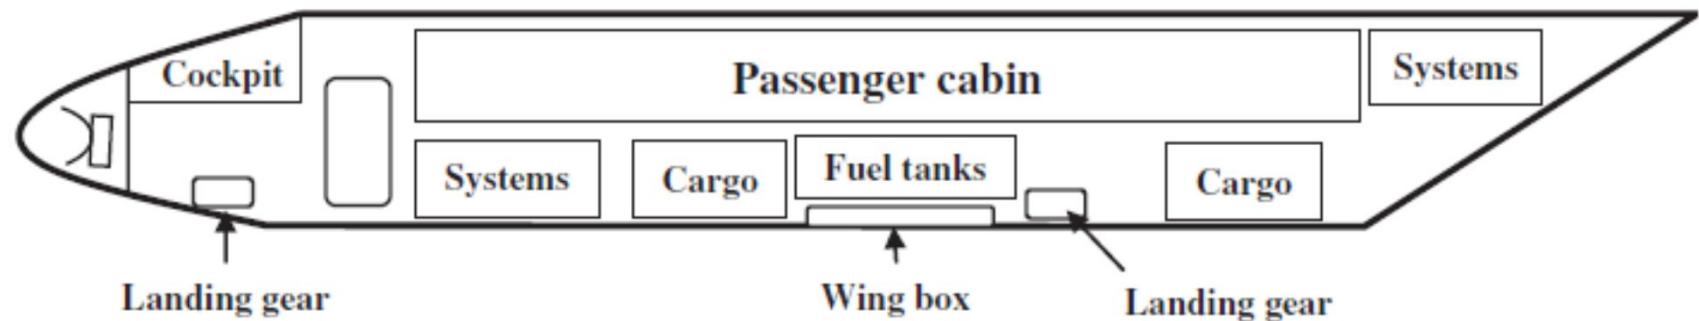 Cockpit
Passenger cabin
Systems
Systems
Cargo
Fuel tanks
Cargo
Landing gear
Wing box
Landing gear